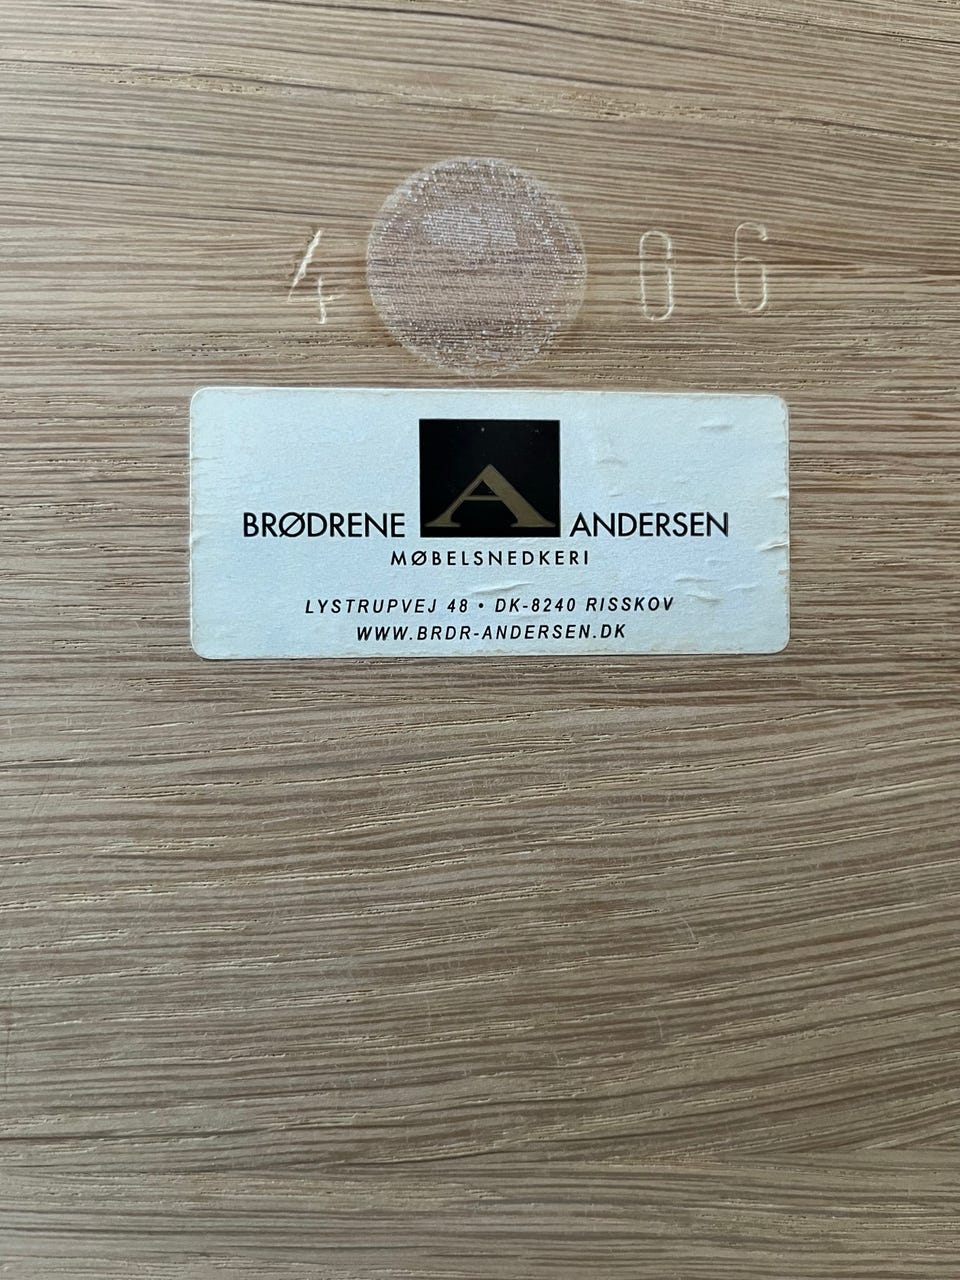 4 06
BRØDRENE A ANDERSEN
MØBELSNEDKERI
LYSTRUPVEJ 48 • DK-8240 RISSKOV
WWW.BRDR-ANDERSEN.DK